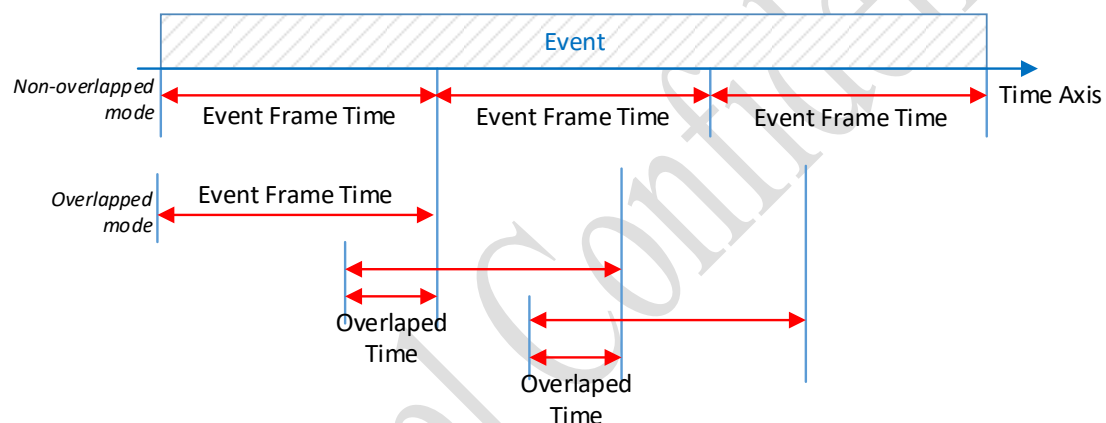 Event
Non-overlapped
mode
Time Axis
Event Frame Time
Event Frame Time
Event Frame Time
Overlapped
mode
Event Frame Time
Overlaped
Time
Overlaped
Time